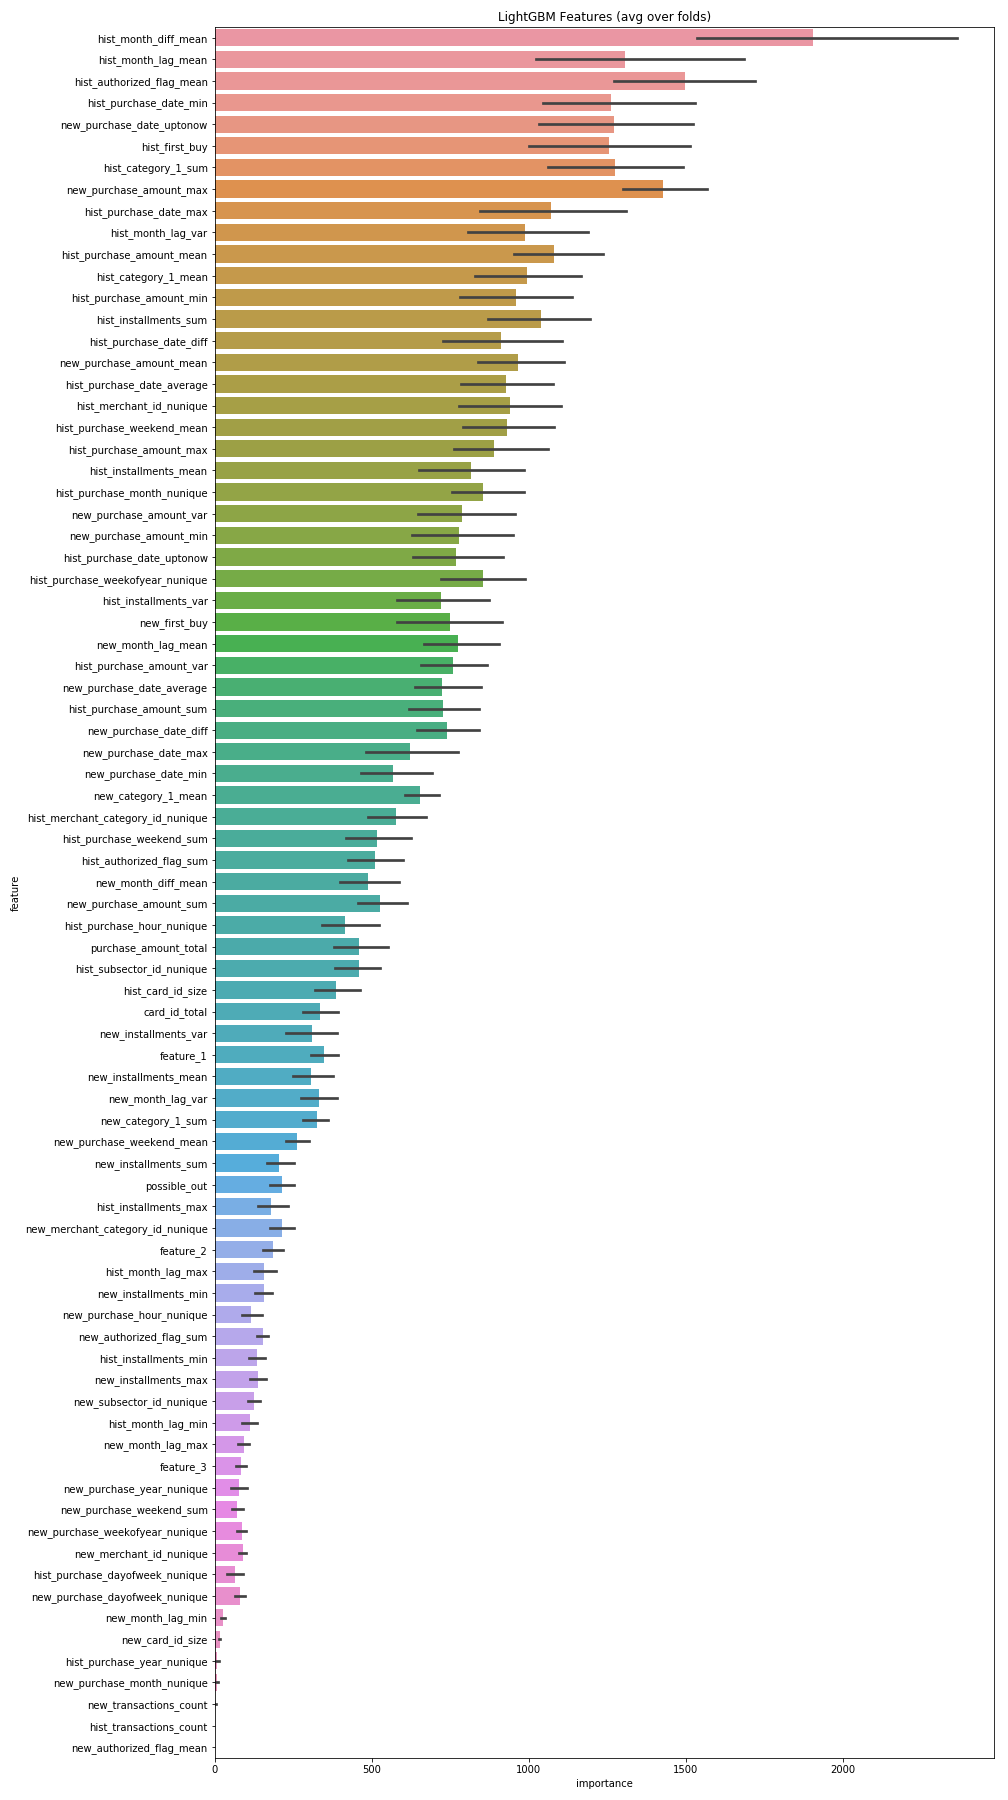 LightGBM Features (avg over folds)
hist_month_diff_mean
hist_month_lag_mean
hist_authorized_flag_mean
hist_purchase_date_min
new_purchase_date_uptonow
hist_first_buy
hist_category_1_sum
new_purchase_amount_max
hist_purchase_date_max
hist_month_lag_var
hist_purchase_amount_mean
hist_category_1_mean
hist_purchase_amount_min
hist_installments_sum
hist_purchase_date_diff
new_purchase_amount_mean
hist_purchase_date_average
hist_merchant_id_nunique
hist_purchase_weekend_mean
hist_purchase_amount_max
hist_installments_mean
hist_purchase_month_nunique
new_purchase_amount_var
new_purchase_amount_min
hist_purchase_date_uptonow
hist_purchase_weekofyear_nunique
hist_installments_var
new_first_buy
new_month_lag_mean
hist_purchase_amount_var
new_purchase_date_average
hist_purchase_amount_sum
new_purchase_date_diff
new_purchase_date_max
new_purchase_date_min
new_category_1_mean
hist_merchant_category_id_nunique
hist_purchase_weekend_sum
hist_authorized_flag_sum
new_month_diff_mean
feature
new_purchase_amount_sum
hist_purchase_hour_nunique
purchase_amount_total
hist_subsector_id_nunique
hist_card_id_size
card_id_total
new_installments_var
feature_1
new_installments_mean
new_month_lag_var
new_category_1_sum
new_purchase_weekend_mean
new_installments_sum
possible_out
hist_installments_max
new_merchant_category_id_nunique
feature_2
hist_month_lag_max
new_installments_min
new_purchase_hour_nunique
new_authorized_flag_sum
hist_installments_min
new_installments_max
new_subsector_id_nunique
hist_month_lag_min
new_month_lag_max
feature_3
new_purchase_year_nunique
new_purchase_weekend_sum
new_purchase_weekofyear_nunique
new_merchant_id_nunique
hist_purchase_dayofweek_nunique
new_purchase_dayofweek_nunique
new_month_lag_min
new_card_id_size
hist_purchase_year_nunique
new_purchase_month_nunique
new_transactions_count
hist_transactions_count
new_authorized_flag_mean
0 500 1000 1500 2000
importance